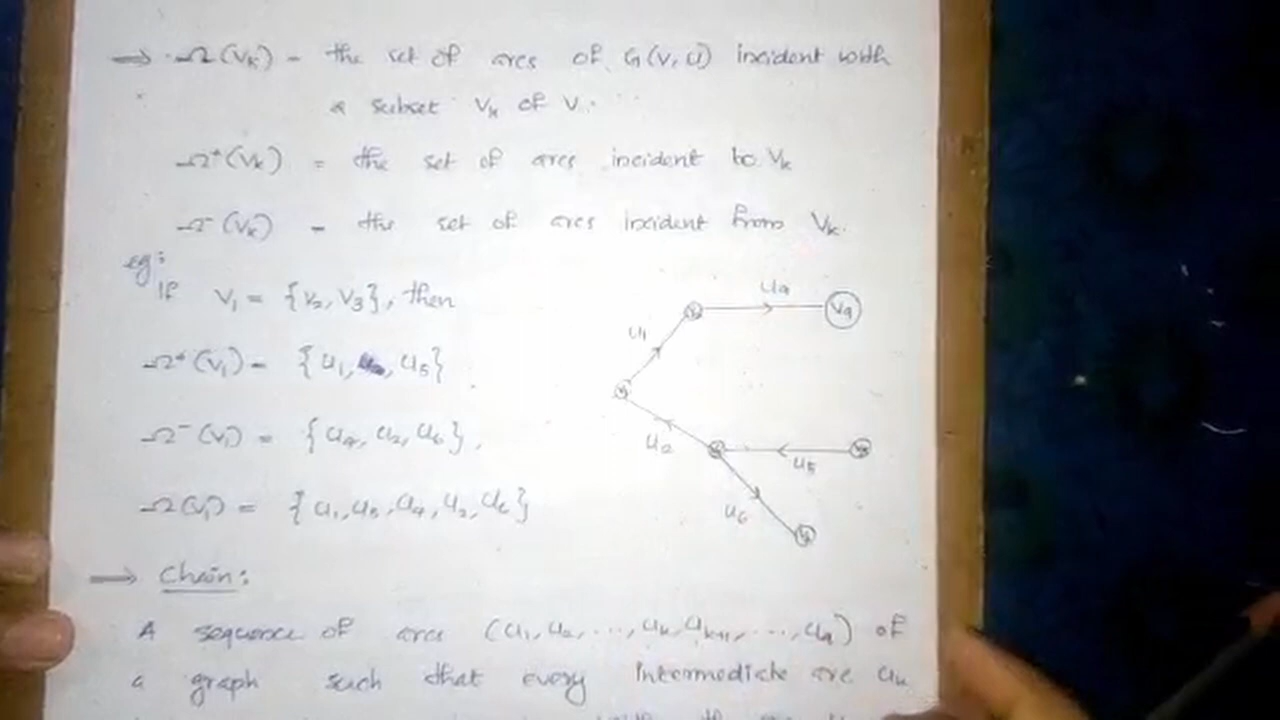 ⇒ Ω(Vk) - the set of arcs of G(V, U) incident with
a subset Vk of V.
Ω⁺(Vk) = the set of arcs incident to Vk
Ω⁻(Vk) - the set of arcs incident from Vk.
eg:
If V1 = {V2, V3}, then
u4
V4
u1
Ω⁺(V1) = {u1, u5}
Ω⁻(V1) = {u4, u2, u6},
u2
u5
u6
Ω(V1) = {u1, u5, u4, u2, u6}
⇒ Chain:
A sequence of arcs (u1, u2, ..., uk, uk+1, ..., uq) of
a graph such that every intermediate arc uk